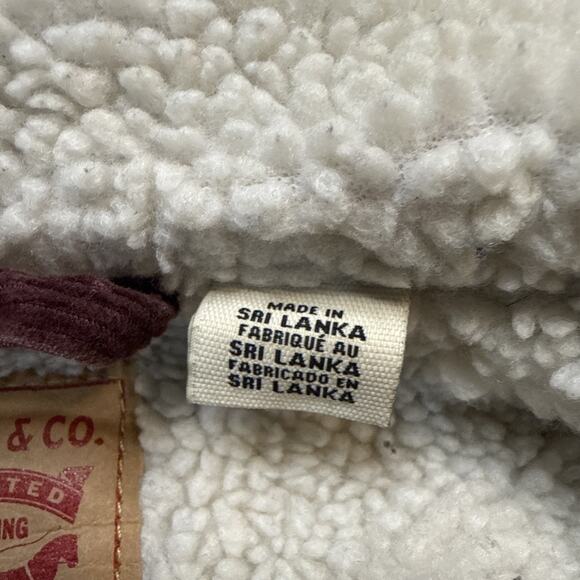 MADE IN
SRI LANKA
FABRIQUÉ AU
SRI LANKA
FABRICADO EN
SRI LANKA
& CO.
TED
ING